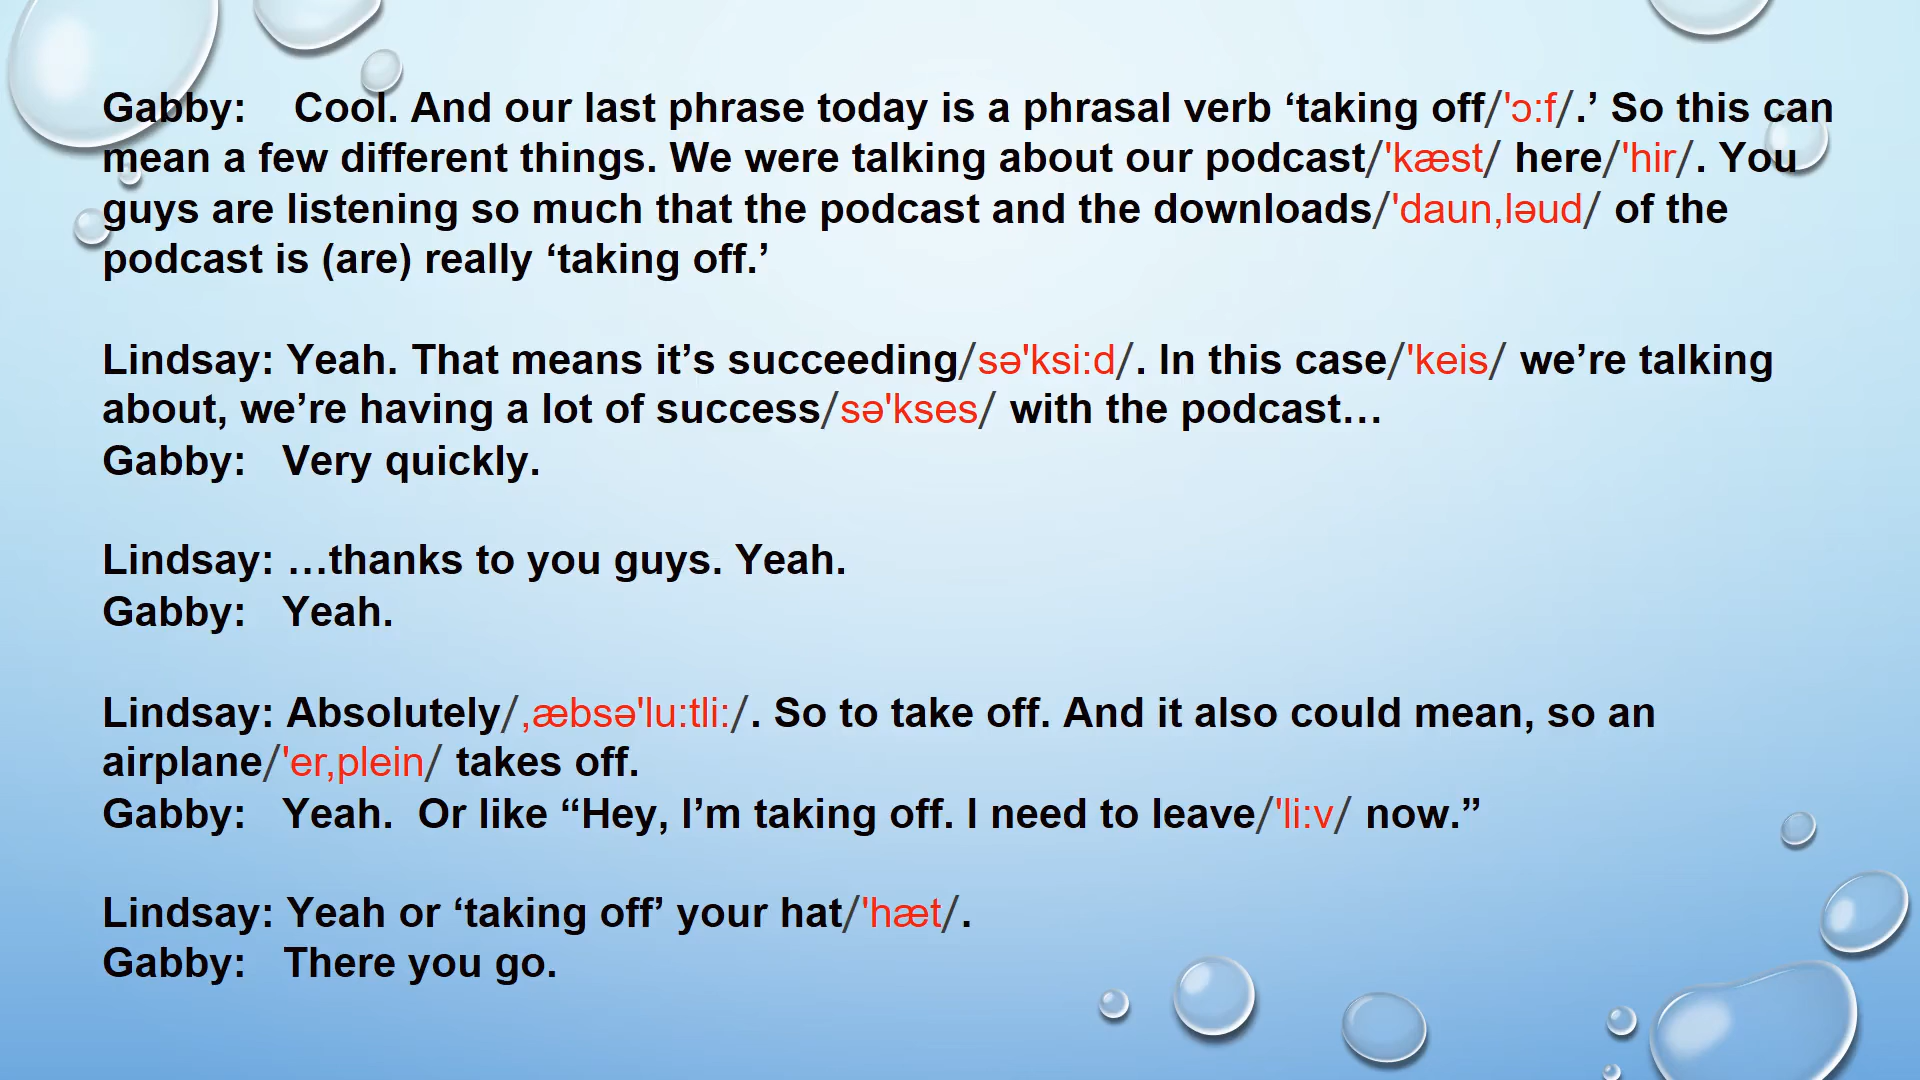 Gabby: Cool. And our last phrase today is a phrasal verb ‘taking off/'ɔ:f/.’ So this can
mean a few different things. We were talking about our podcast/'kæst/ here/'hir/. You
guys are listening so much that the podcast and the downloads/'daun,ləud/ of the
podcast is (are) really ‘taking off.’
Lindsay: Yeah. That means it’s succeeding/sə'ksi:d/. In this case/'keis/ we’re talking
about, we’re having a lot of success/sə'kses/ with the podcast…
Gabby: Very quickly.
Lindsay: …thanks to you guys. Yeah.
Gabby: Yeah.
Lindsay: Absolutely/,æbsə'lu:tli:/. So to take off. And it also could mean, so an
airplane/'er,plein/ takes off.
Gabby: Yeah. Or like “Hey, I’m taking off. I need to leave/'li:v/ now.”
Lindsay: Yeah or ‘taking off’ your hat/'hæt/.
Gabby: There you go.